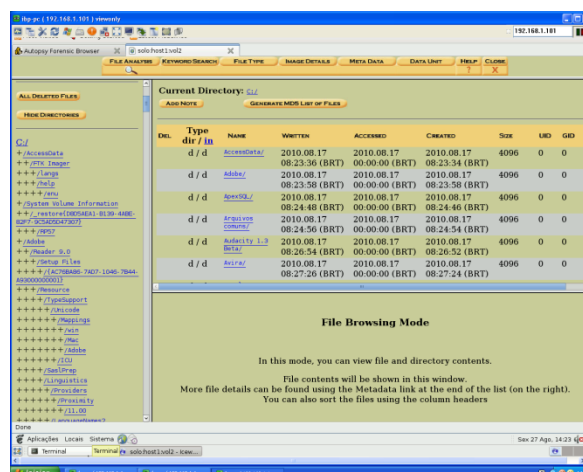 ibp-pc ( 192.168.1.101 ) viewonly
192.168.1.101
Autopsy Forensic Browser
solo:host1:vol2
FILE ANALYSIS KEYWORD SEARCH FILE TYPE IMAGE DETAILS META DATA DATA UNIT HELP CLOSE
? X
ALL DELETED FILES
HIDE DIRECTORIES
C:/
+/AccessData
++/FTK Imager
+++/langs
+++/help
+++/enu
+/System Volume Information
+++/RP57
+/Adobe
++/Reader 9.0
+++/Setup Files
+++/Resource
++++/TypeSupport
+++++/Unicode
++++++/Mappings
+++++++/win
+++++++/Mac
+++++++/Adobe
++++++/ICU
++++/SaslPrep
++++/Linguistics
+++++/Providers
++++++/Proximity
+++++++/11.00
Current Directory: C:/
ADD NOTE GENERATE MD5 LIST OF FILES
DEL Type dir / in NAME WRITTEN ACCESSED CREATED SIZE UID GID
d / d AccessData/ 2010.08.17 08:23:36 (BRT) 2010.08.17 00:00:00 (BRT) 2010.08.17 08:23:34 (BRT) 4096 0 0
d / d Adobe/ 2010.08.17 08:23:58 (BRT) 2010.08.17 00:00:00 (BRT) 2010.08.17 08:23:58 (BRT) 4096 0 0
d / d ApexSQL/ 2010.08.17 08:24:48 (BRT) 2010.08.17 00:00:00 (BRT) 2010.08.17 08:24:46 (BRT) 4096 0 0
d / d Arquivos comuns/ 2010.08.17 08:24:56 (BRT) 2010.08.17 00:00:00 (BRT) 2010.08.17 08:24:54 (BRT) 4096 0 0
d / d Audacity 1.3 Beta/ 2010.08.17 08:26:54 (BRT) 2010.08.17 00:00:00 (BRT) 2010.08.17 08:26:52 (BRT) 4096 0 0
d / d Avira/ 2010.08.17 08:27:26 (BRT) 2010.08.17 00:00:00 (BRT) 2010.08.17 08:27:24 (BRT) 4096 0 0
File Browsing Mode
In this mode, you can view file and directory contents.
File contents will be shown in this window.
More file details can be found using the Metadata link at the end of the list (on the right).
You can also sort the files using the column headers
Done
Aplicações Locais Sistema
Sex 27 Ago, 14:23
Terminal
Terminal
solo:host1:vol2 - Icew...